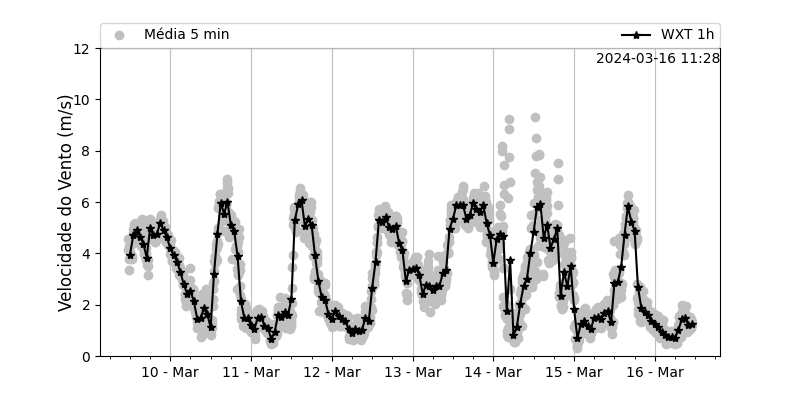 Média 5 min
WXT 1h
2024-03-16 11:28
Velocidade do Vento (m/s)
12
10
8
6
4
2
0
10 - Mar
11 - Mar
12 - Mar
13 - Mar
14 - Mar
15 - Mar
16 - Mar